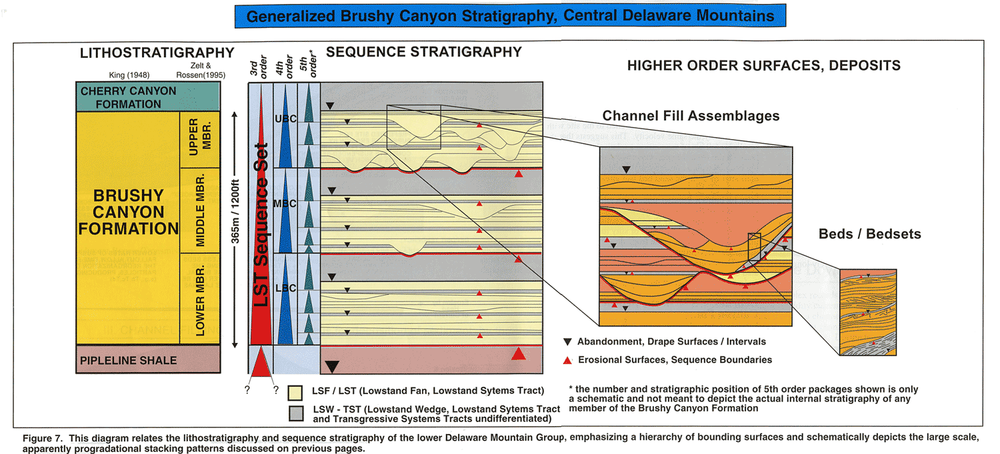 Generalized Brushy Canyon Stratigraphy, Central Delaware Mountains
LITHOSTRATIGRAPHY
King (1948)
Zelt &
Rossen(1995)
CHERRY CANYON
FORMATION
BRUSHY
CANYON
FORMATION
UPPER
MBR.
MIDDLE MBR.
LOWER MBR.
PIPLELINE SHALE
365m / 1200ft
SEQUENCE STRATIGRAPHY
3rd
order
4th
order
5th
order*
LST Sequence Set
UBC
MBC
LBC
?
?
LSF / LST (Lowstand Fan, Lowstand Sytems Tract)
LSW - TST (Lowstand Wedge, Lowstand Sytems Tract
and Transgressive Systems Tracts undifferentiated)
HIGHER ORDER SURFACES, DEPOSITS
Channel Fill Assemblages
Beds / Bedsets
Abandonment, Drape Surfaces / Intervals
Erosional Surfaces, Sequence Boundaries
* the number and stratigraphic position of 5th order packages shown is only
a schematic and not meant to depict the actual internal stratigraphy of any
member of the Brushy Canyon Formation
Figure 7. This diagram relates the lithostratigraphy and sequence stratigraphy of the lower Delaware Mountain Group, emphasizing a hierarchy of bounding surfaces and schematically depicts the large scale,
apparently progradational stacking patterns discussed on previous pages.